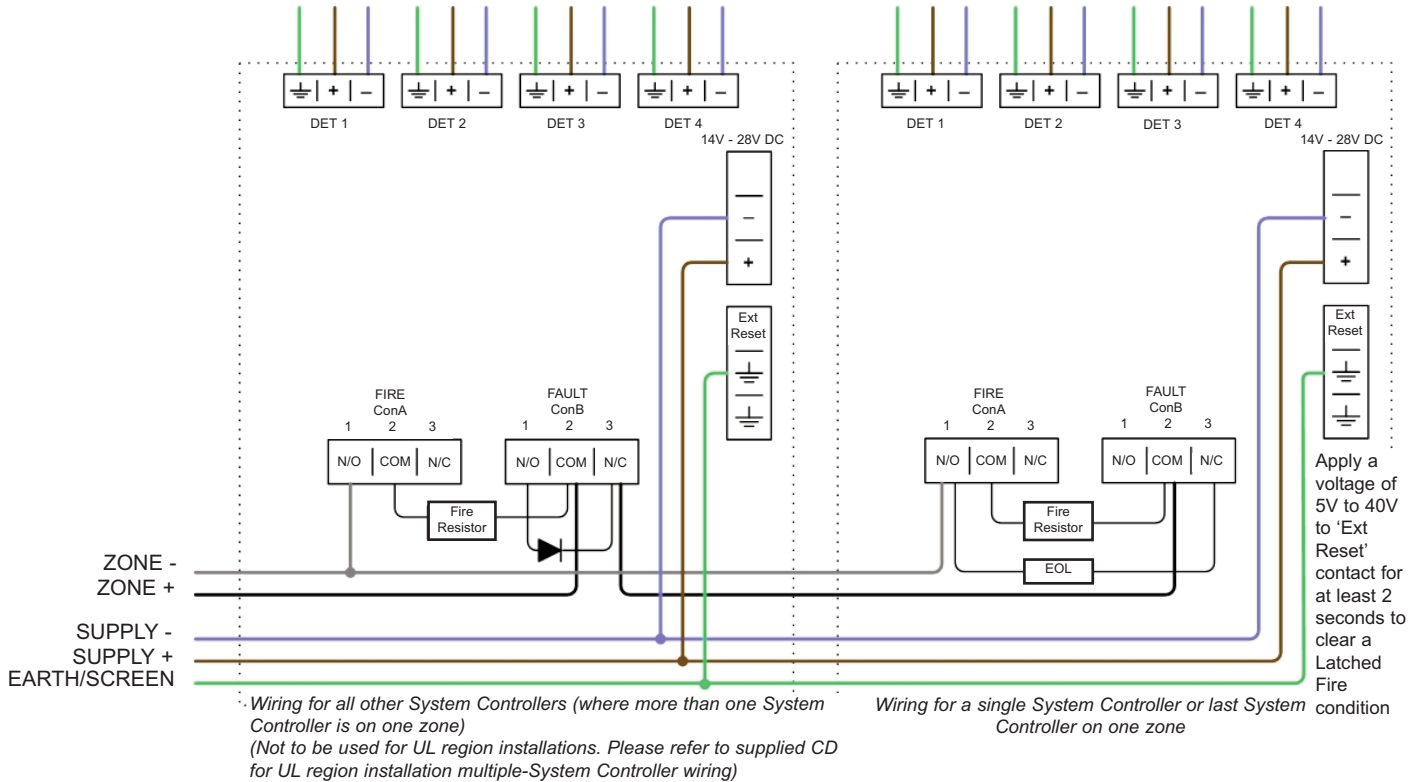 ⏚ + –
⏚ + –
⏚ + –
⏚ + –
DET 1
DET 2
DET 3
DET 4
14V - 28V DC
–
+
Ext
Reset
FIRE
ConA
1 2 3
N/O COM N/C
FAULT
ConB
1 2 3
N/O COM N/C
Fire
Resistor
⏚ + –
⏚ + –
⏚ + –
⏚ + –
DET 1
DET 2
DET 3
DET 4
14V - 28V DC
–
+
Ext
Reset
FIRE
ConA
1 2 3
N/O COM N/C
FAULT
ConB
1 2 3
N/O COM N/C
Fire
Resistor
EOL
Apply a
voltage of
5V to 40V
to ‘Ext
Reset’
contact for
at least 2
seconds to
clear a
Latched
Fire
condition
ZONE -
ZONE +
SUPPLY -
SUPPLY +
EARTH/SCREEN
Wiring for all other System Controllers (where more than one System
Controller is on one zone)
(Not to be used for UL region installations. Please refer to supplied CD
for UL region installation multiple-System Controller wiring)
Wiring for a single System Controller or last System
Controller on one zone